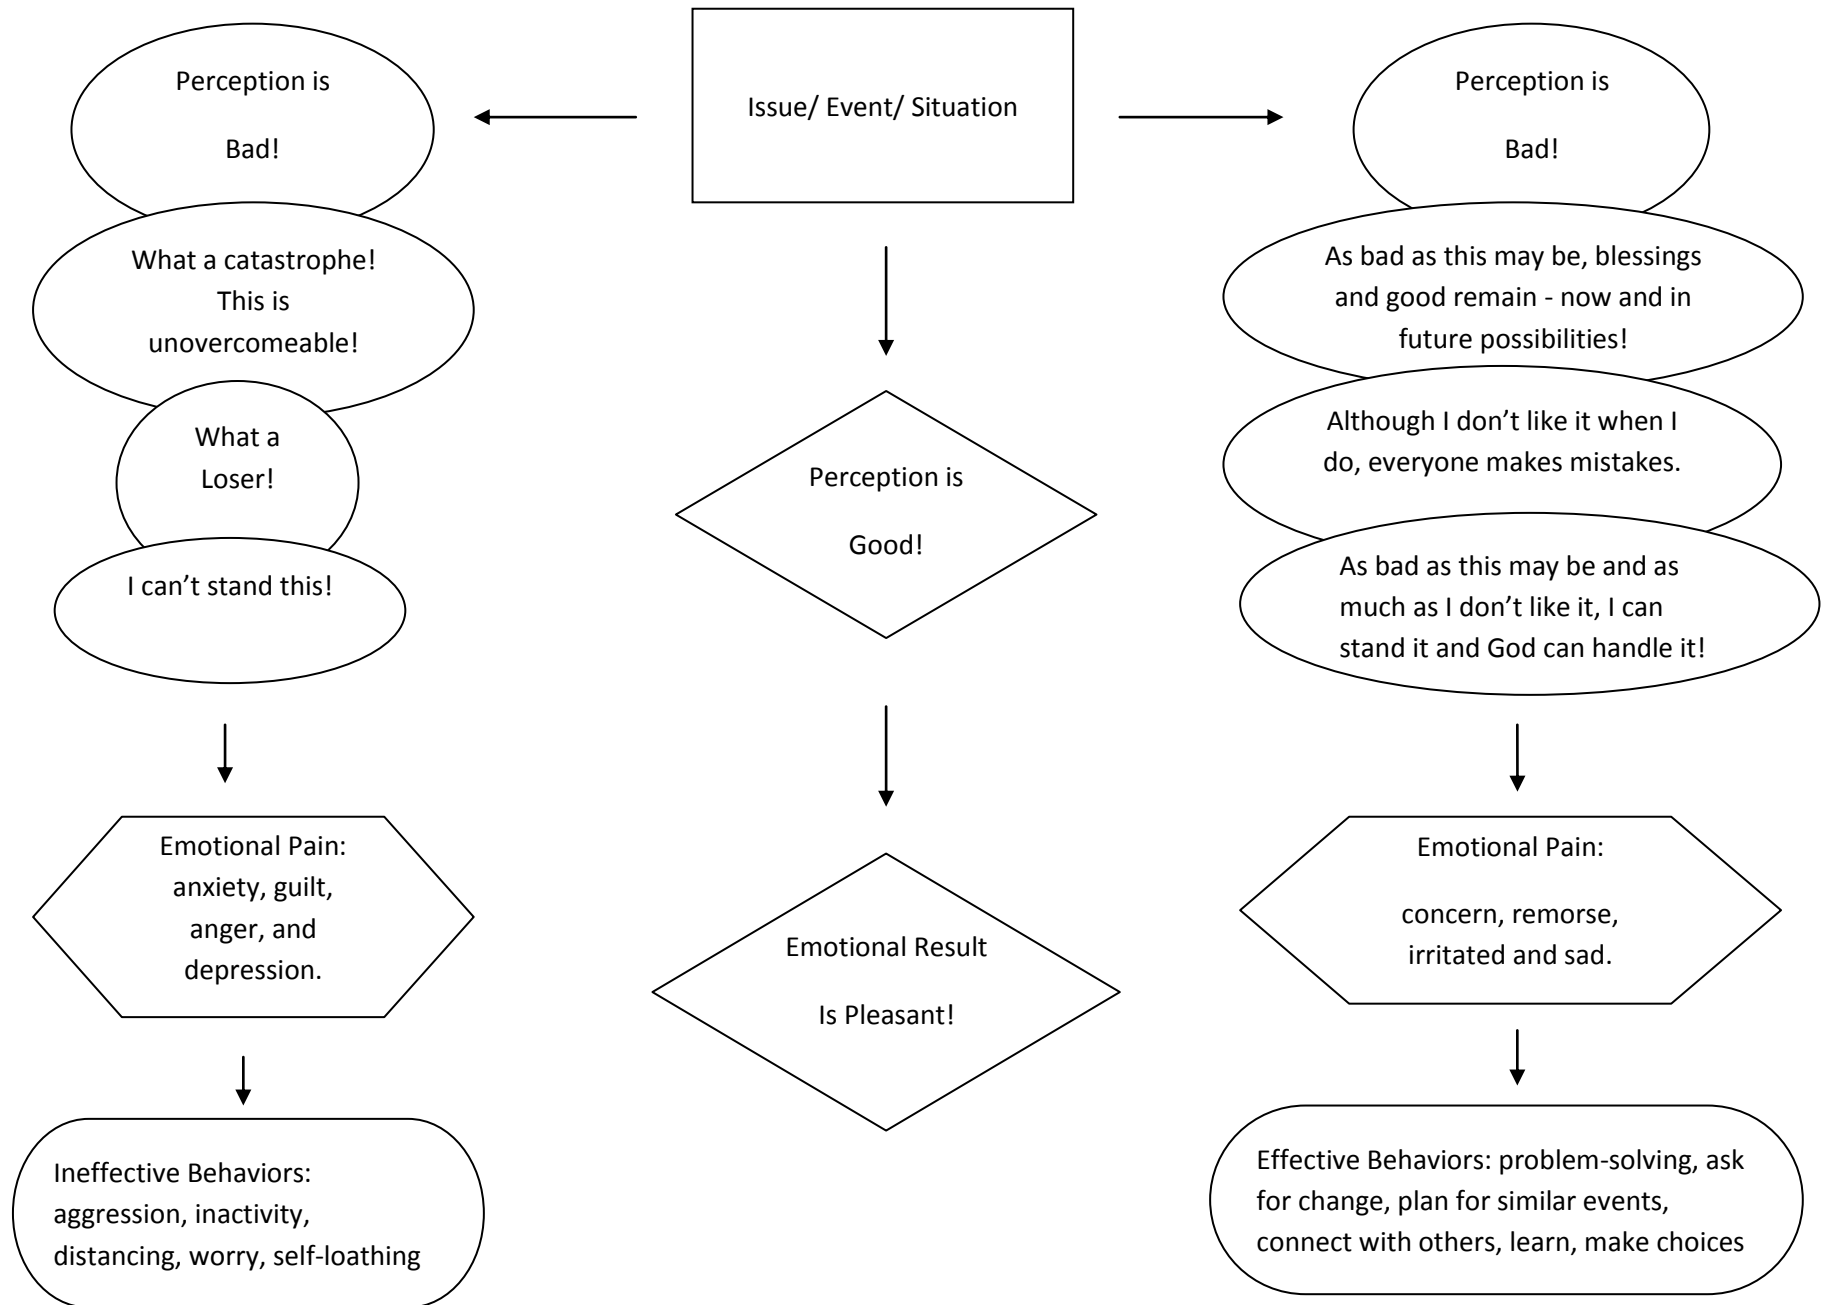 Issue/ Event/ Situation
Perception is
Bad!
What a catastrophe!
This is
unovercomeable!
What a
Loser!
I can't stand this!
Emotional Pain:
anxiety, guilt,
anger, and
depression.
Ineffective Behaviors:
aggression, inactivity,
distancing, worry, self-loathing
Perception is
Good!
Emotional Result
Is Pleasant!
Perception is
Bad!
As bad as this may be, blessings
and good remain - now and in
future possibilities!
Although I don’t like it when I
do, everyone makes mistakes.
As bad as this may be and as
much as I don’t like it, I can
stand it and God can handle it!
Emotional Pain:
concern, remorse,
irritated and sad.
Effective Behaviors: problem-solving, ask
for change, plan for similar events,
connect with others, learn, make choices